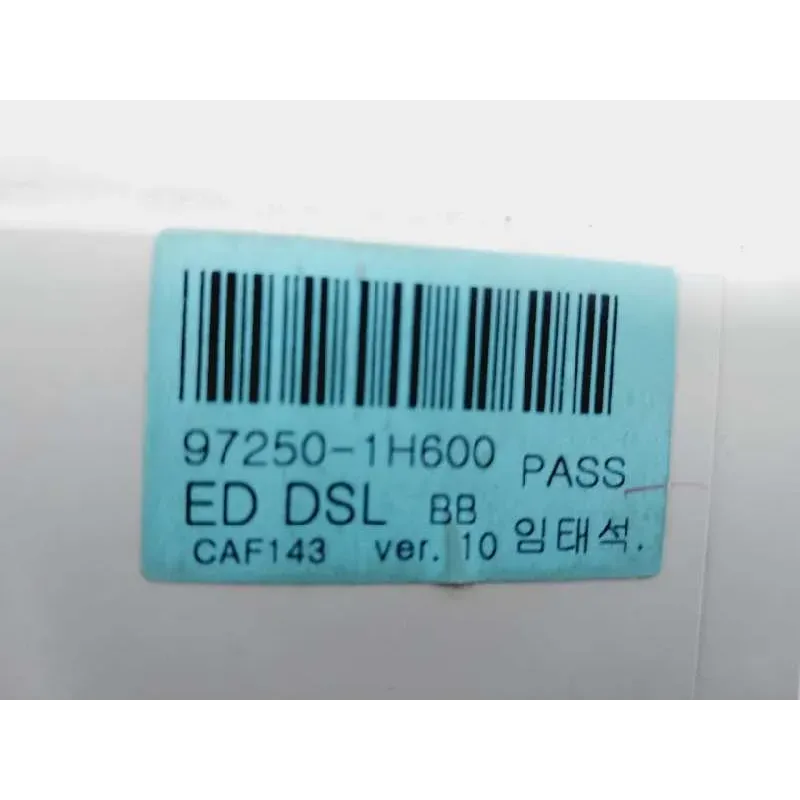 97250-1H600 PASS
ED DSL BB
CAF143 ver. 10 임태석.